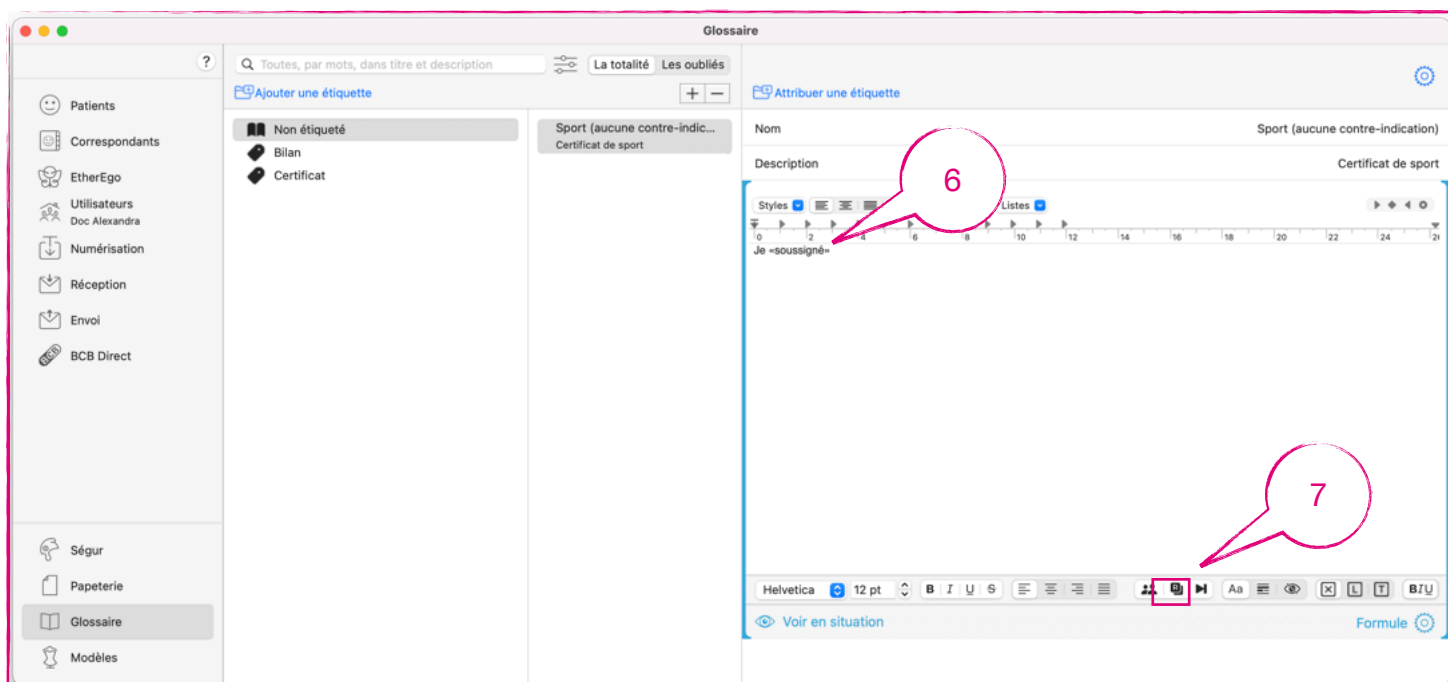 Glossaire
?
Patients
Correspondants
EtherEgo
Utilisateurs
Doc Alexandra
Numérisation
Réception
Envoi
BCB Direct
Ségur
Papeterie
Glossaire
Modèles
Toutes, par mots, dans titre et description
La totalité Les oubliés
Ajouter une étiquette
+ −
Non étiqueté
Bilan
Certificat
Sport (aucune contre-indic...
Certificat de sport
Attribuer une étiquette
Nom Sport (aucune contre-indication)
Description Certificat de sport
6
Styles Listes
0 2 4 6 8 10 12 14 16 18 20 22 24
Je «soussigné»
7
Helvetica 12 pt B I U S Aa X L T BIU
Voir en situation Formule